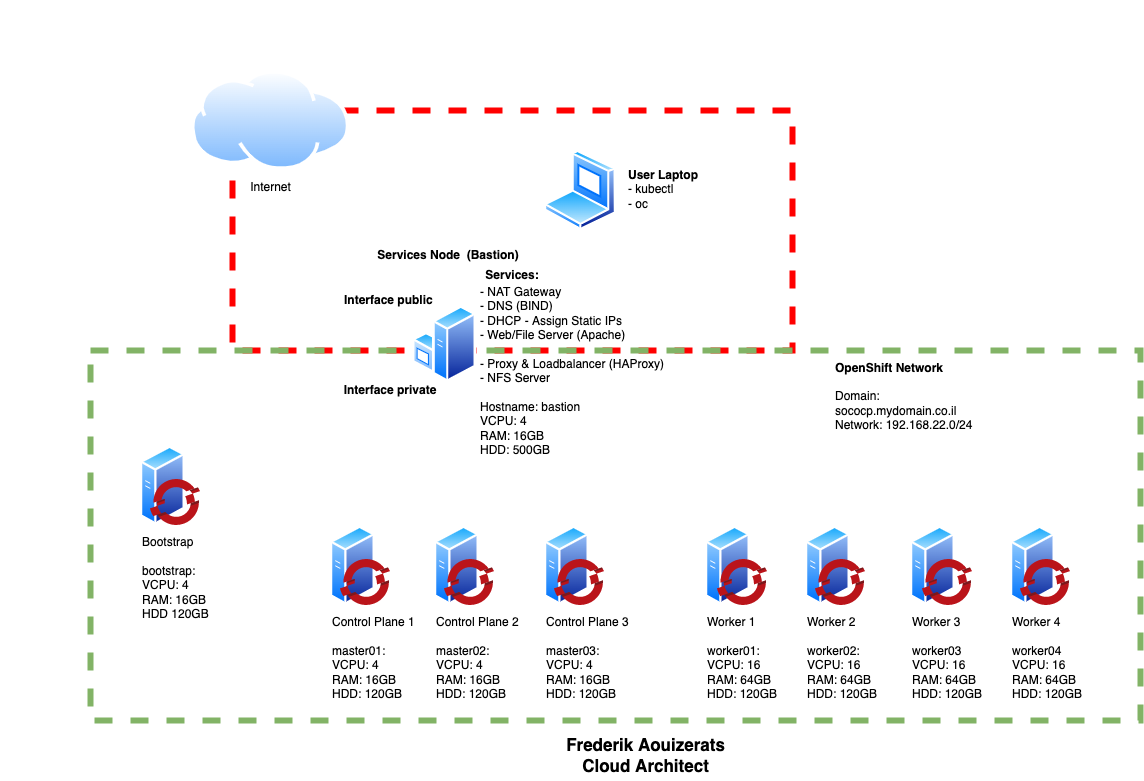 Internet
User Laptop
- kubectl
- oc
Services Node  (Bastion)
Services:
Interface public
- NAT Gateway
- DNS (BIND)
- DHCP - Assign Static IPs
- Web/File Server (Apache)
- Proxy & Loadbalancer (HAProxy)
- NFS Server
Interface private
Hostname: bastion
VCPU: 4
RAM: 16GB
HDD: 500GB
OpenShift Network
Domain:
sococp.mydomain.co.il
Network: 192.168.22.0/24
Bootstrap
bootstrap:
VCPU: 4
RAM: 16GB
HDD 120GB
Control Plane 1
master01:
VCPU: 4
RAM: 16GB
HDD: 120GB
Control Plane 2
master02:
VCPU: 4
RAM: 16GB
HDD: 120GB
Control Plane 3
master03:
VCPU: 4
RAM: 16GB
HDD: 120GB
Worker 1
worker01:
VCPU: 16
RAM: 64GB
HDD: 120GB
Worker 2
worker02:
VCPU: 16
RAM: 64GB
HDD: 120GB
Worker 3
worker03
VCPU: 16
RAM: 64GB
HDD: 120GB
Worker 4
worker04
VCPU: 16
RAM: 64GB
HDD: 120GB
Frederik Aouizerats
Cloud Architect